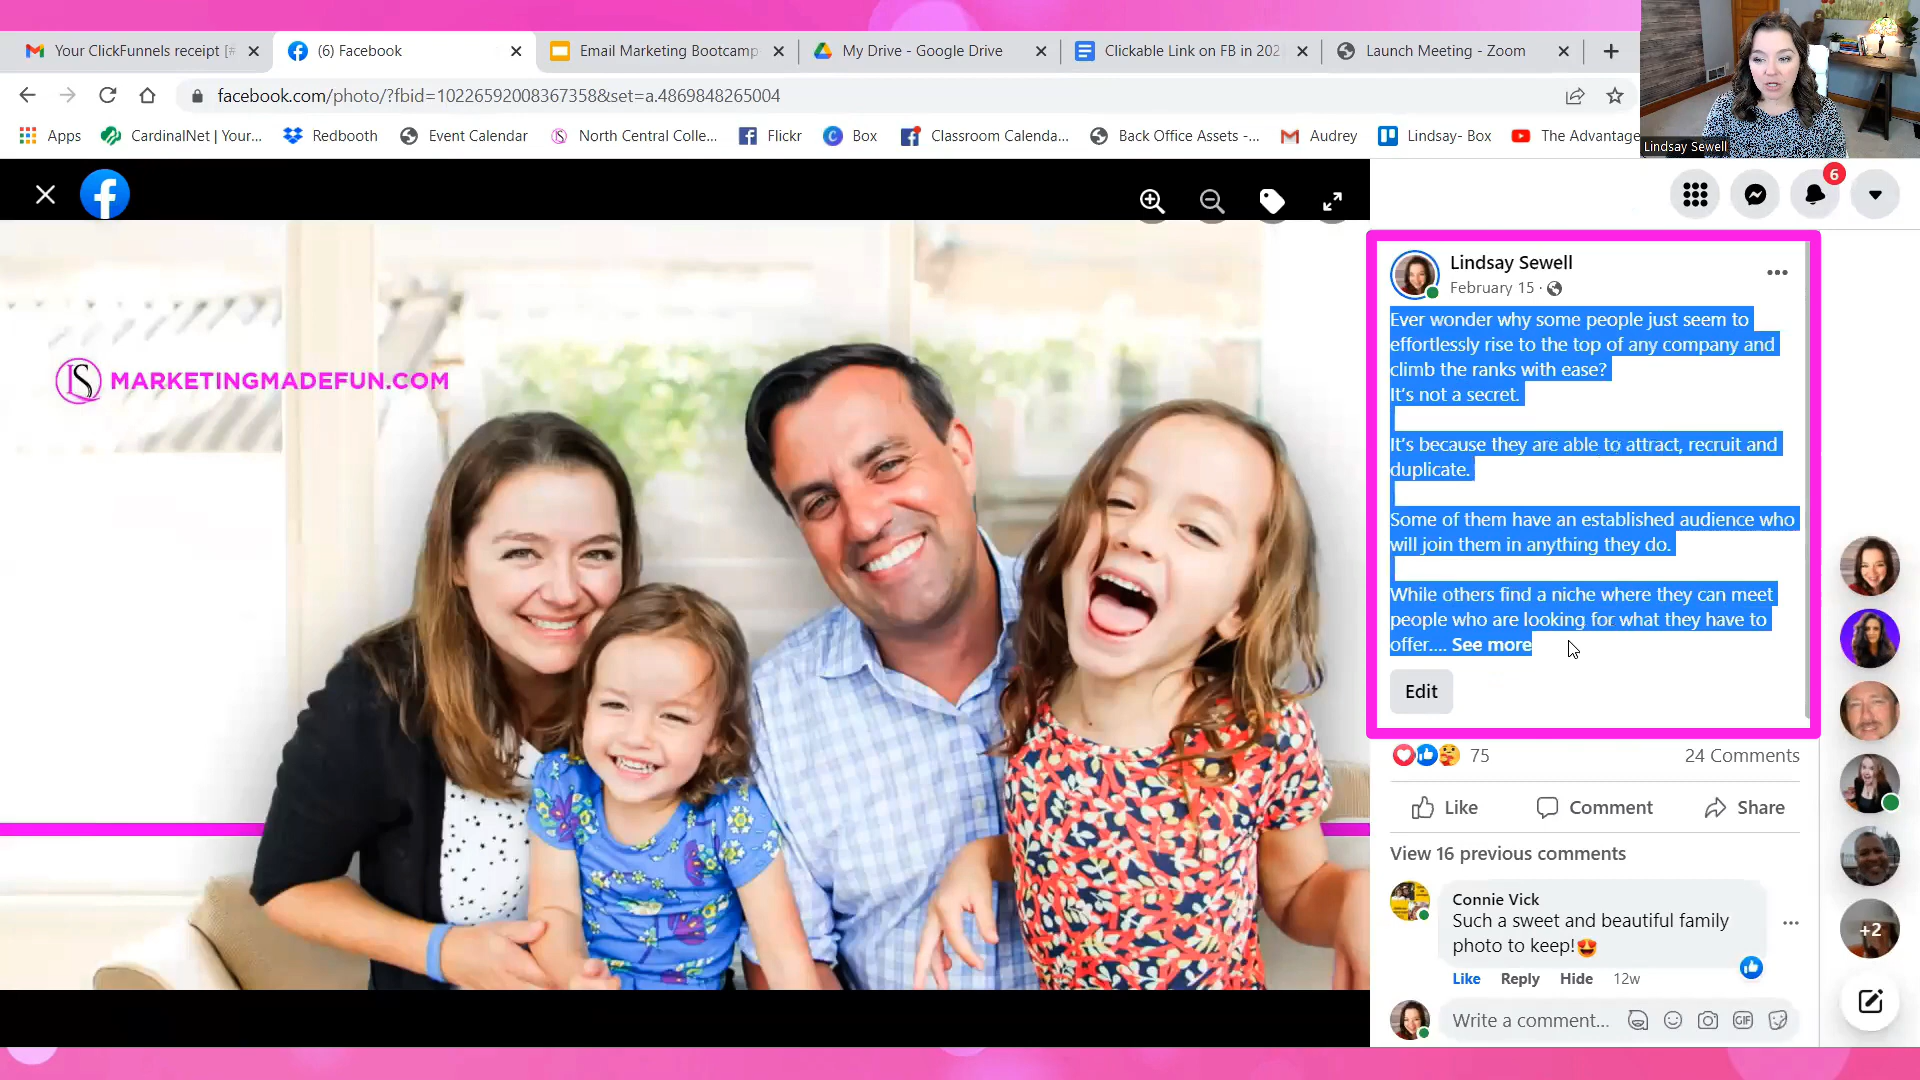 Your ClickFunnels receipt [#
(6) Facebook
Email Marketing Bootcamp
My Drive - Google Drive
Clickable Link on FB in 202
Launch Meeting - Zoom
facebook.com/photo/?fbid=10226592008367358&set=a.4869848265004
Apps
CardinalNet | Your...
Redbooth
Event Calendar
North Central Colle...
Flickr
Box
Classroom Calenda...
Back Office Assets -...
Audrey
Lindsay- Box
The Advantage
Lindsay Sewell
6
MARKETINGMADEFUN.COM
Lindsay Sewell
February 15 ·
Ever wonder why some people just seem to
effortlessly rise to the top of any company and
climb the ranks with ease?
It's not a secret.
It's because they are able to attract, recruit and
duplicate.
Some of them have an established audience who
will join them in anything they do.
While others find a niche where they can meet
people who are looking for what they have to
offer.... See more
Edit
75
24 Comments
Like
Comment
Share
View 16 previous comments
Connie Vick
Such a sweet and beautiful family
photo to keep!😍
Like
Reply
Hide
12w
Write a comment...
GIF
+2